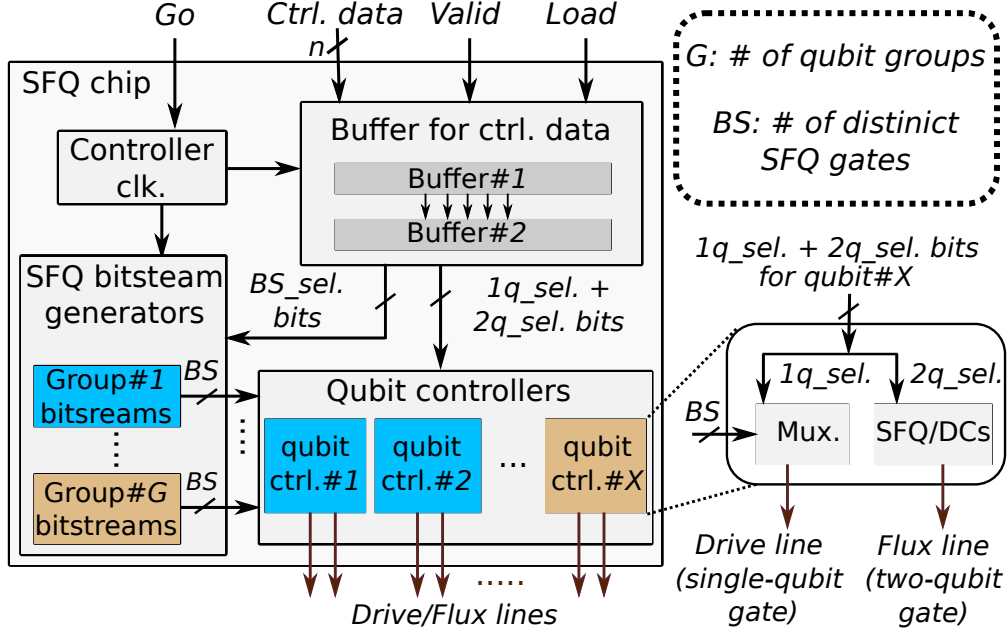 Go
Ctrl. data
Valid
Load
n
SFQ chip
G: # of qubit groups
BS: # of distinict
SFQ gates
Controller
clk.
Buffer for ctrl. data
Buffer#1
Buffer#2
SFQ bitsteam
generators
BS_sel.
bits
1q_sel. +
2q_sel. bits
Group#1
bitsreams
BS
Group#G
bitstreams
BS
Qubit controllers
qubit
ctrl.#1
qubit
ctrl.#2
...
qubit
ctrl.#X
Drive/Flux lines
1q_sel. + 2q_sel. bits
for qubit#X
1q_sel.
2q_sel.
BS
Mux.
SFQ/DCs
Drive line
(single-qubit
gate)
Flux line
(two-qubit
gate)